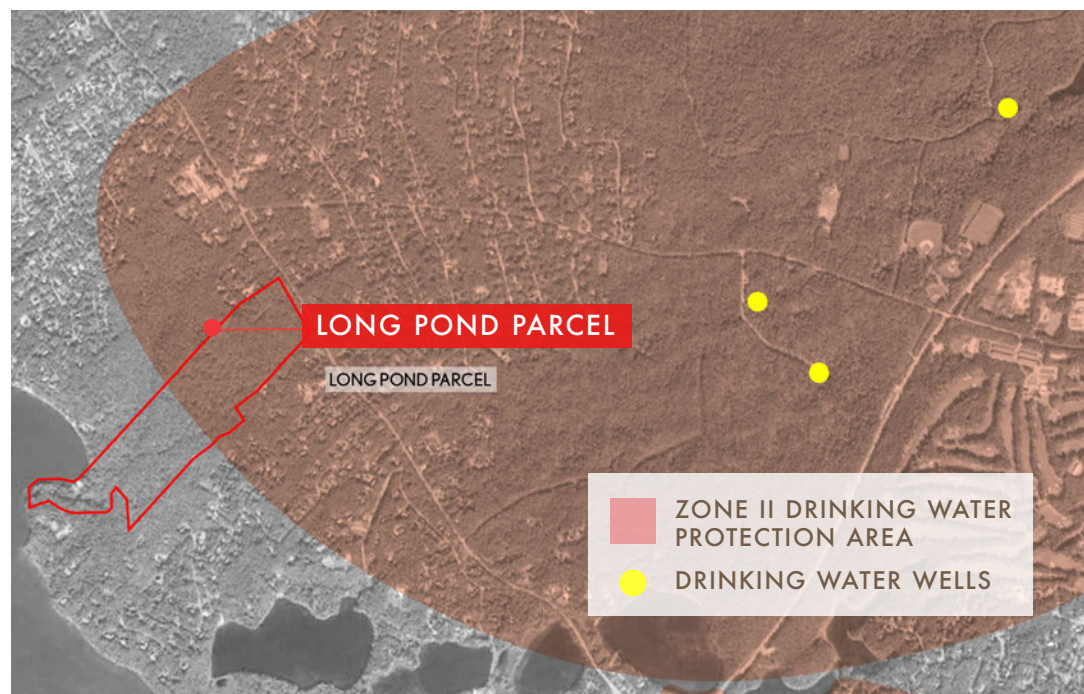 LONG POND PARCEL
LONG POND PARCEL
ZONE II DRINKING WATER
PROTECTION AREA
DRINKING WATER WELLS